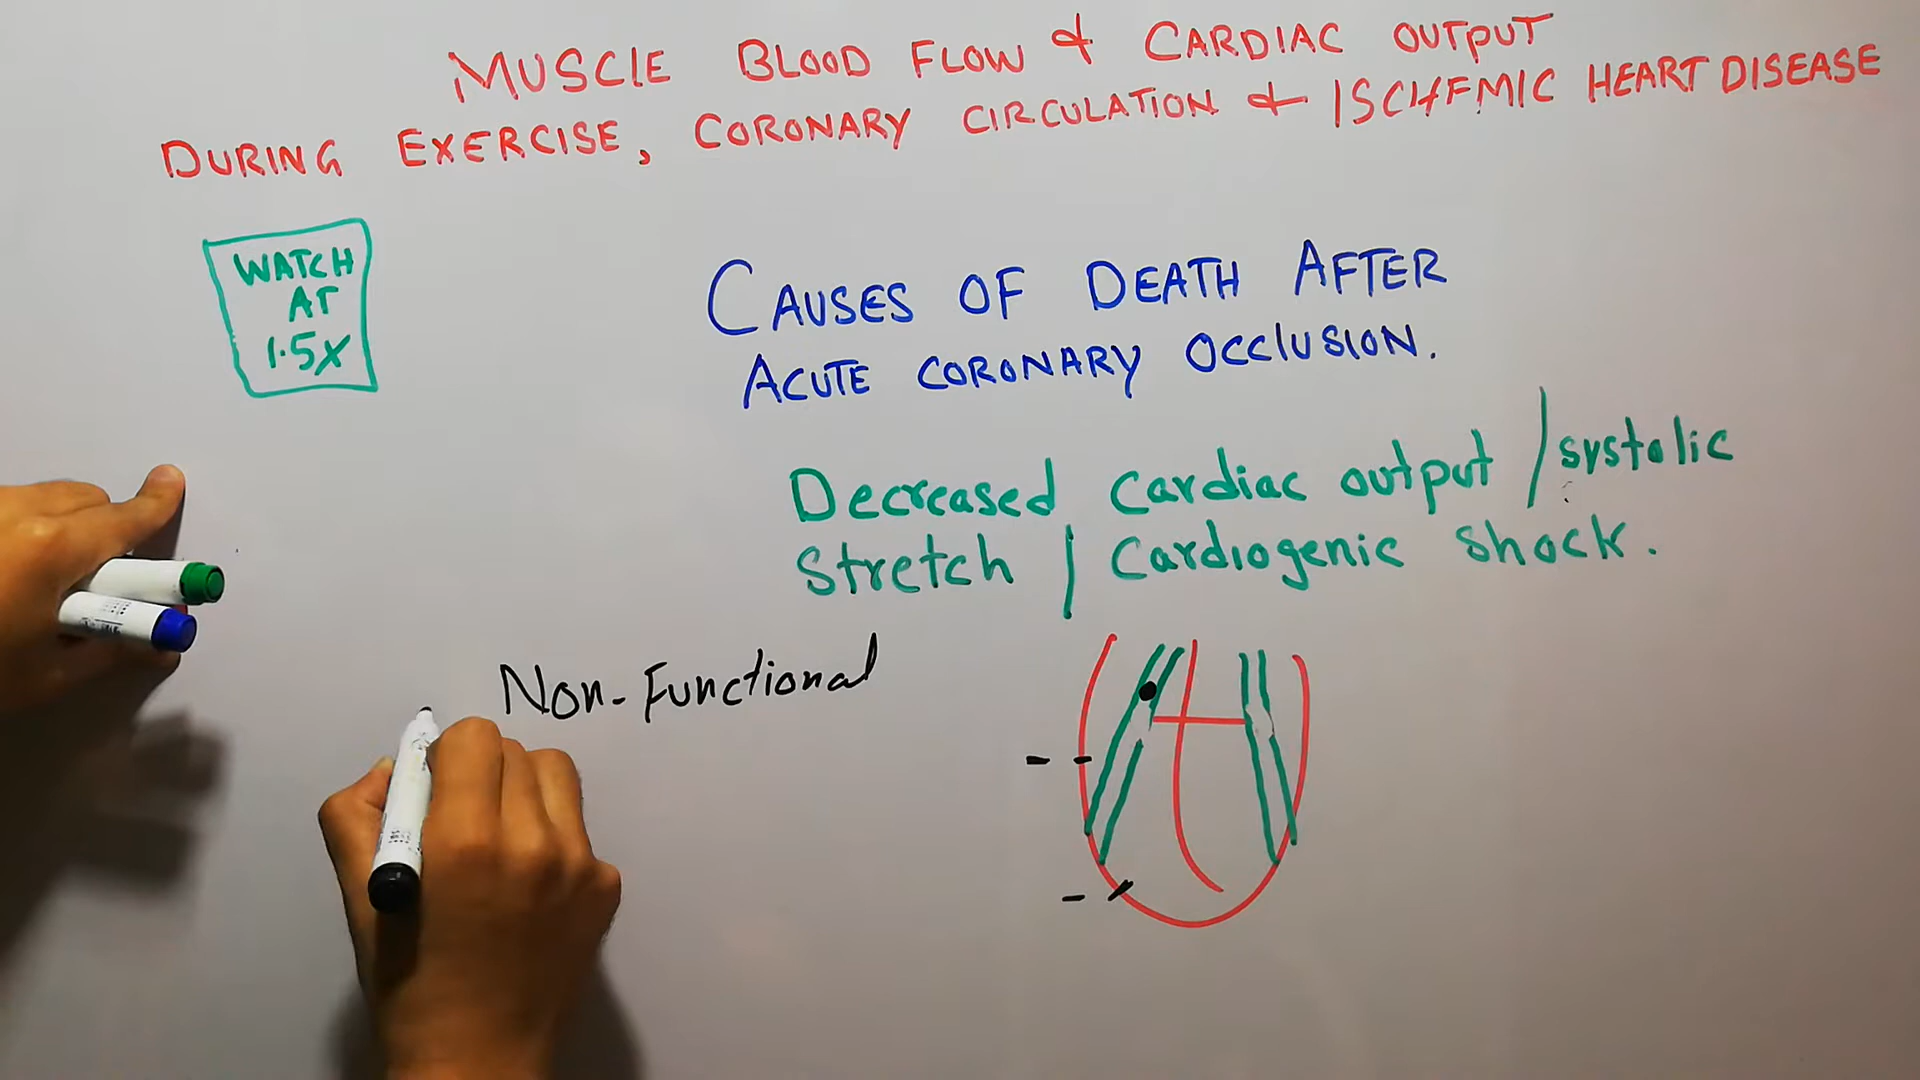 MUSCLE BLOOD FLOW & CARDIAC OUTPUT
DURING EXERCISE, CORONARY CIRCULATION & ISCHEMIC HEART DISEASE
WATCH
AT
1.5X
CAUSES OF DEATH AFTER
ACUTE CORONARY OCCLUSION.
Decreased cardiac output / systolic
stretch / Cardiogenic shock.
Non-Functional